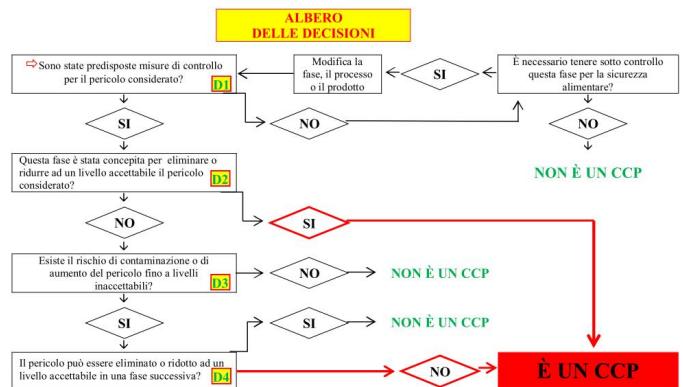 ALBERO
DELLE DECISIONI
⇨Sono state predisposte misure di controllo
per il pericolo considerato?
D1
Modifica la
fase, il processo
o il prodotto
SI
È necessario tenere sotto controllo
questa fase per la sicurezza
alimentare?
SI
NO
NO
NON È UN CCP
Questa fase è stata concepita per eliminare o
ridurre ad un livello accettabile il pericolo
considerato?
D2
NO
SI
Esiste il rischio di contaminazione o di
aumento del pericolo fino a livelli
inaccettabili?
D3
NO
NON È UN CCP
SI
SI
NON È UN CCP
Il pericolo può essere eliminato o ridotto ad un
livello accettabile in una fase successiva?
D4
NO
È UN CCP